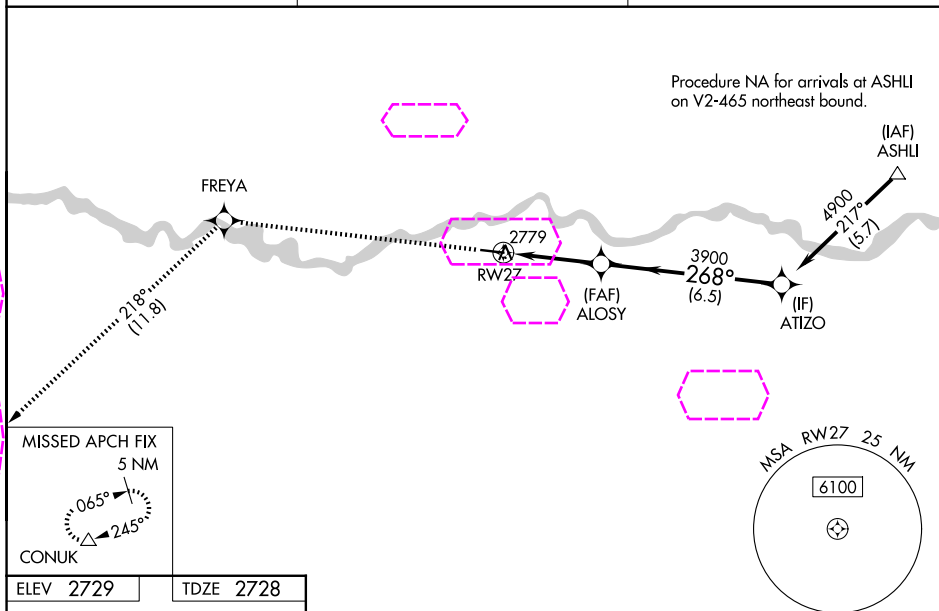 Procedure NA for arrivals at ASHLI
on V2-465 northeast bound.
(IAF)
ASHLI
4900
217°
(5.7)
FREYA
2779
RW27
3900
268°
(6.5)
(FAF)
ALOSY
(IF)
ATIZO
218°
(11.8)
MISSED APCH FIX
5 NM
065°
245°
CONUK
MSA RW27 25 NM
6100
ELEV 2729
TDZE 2728